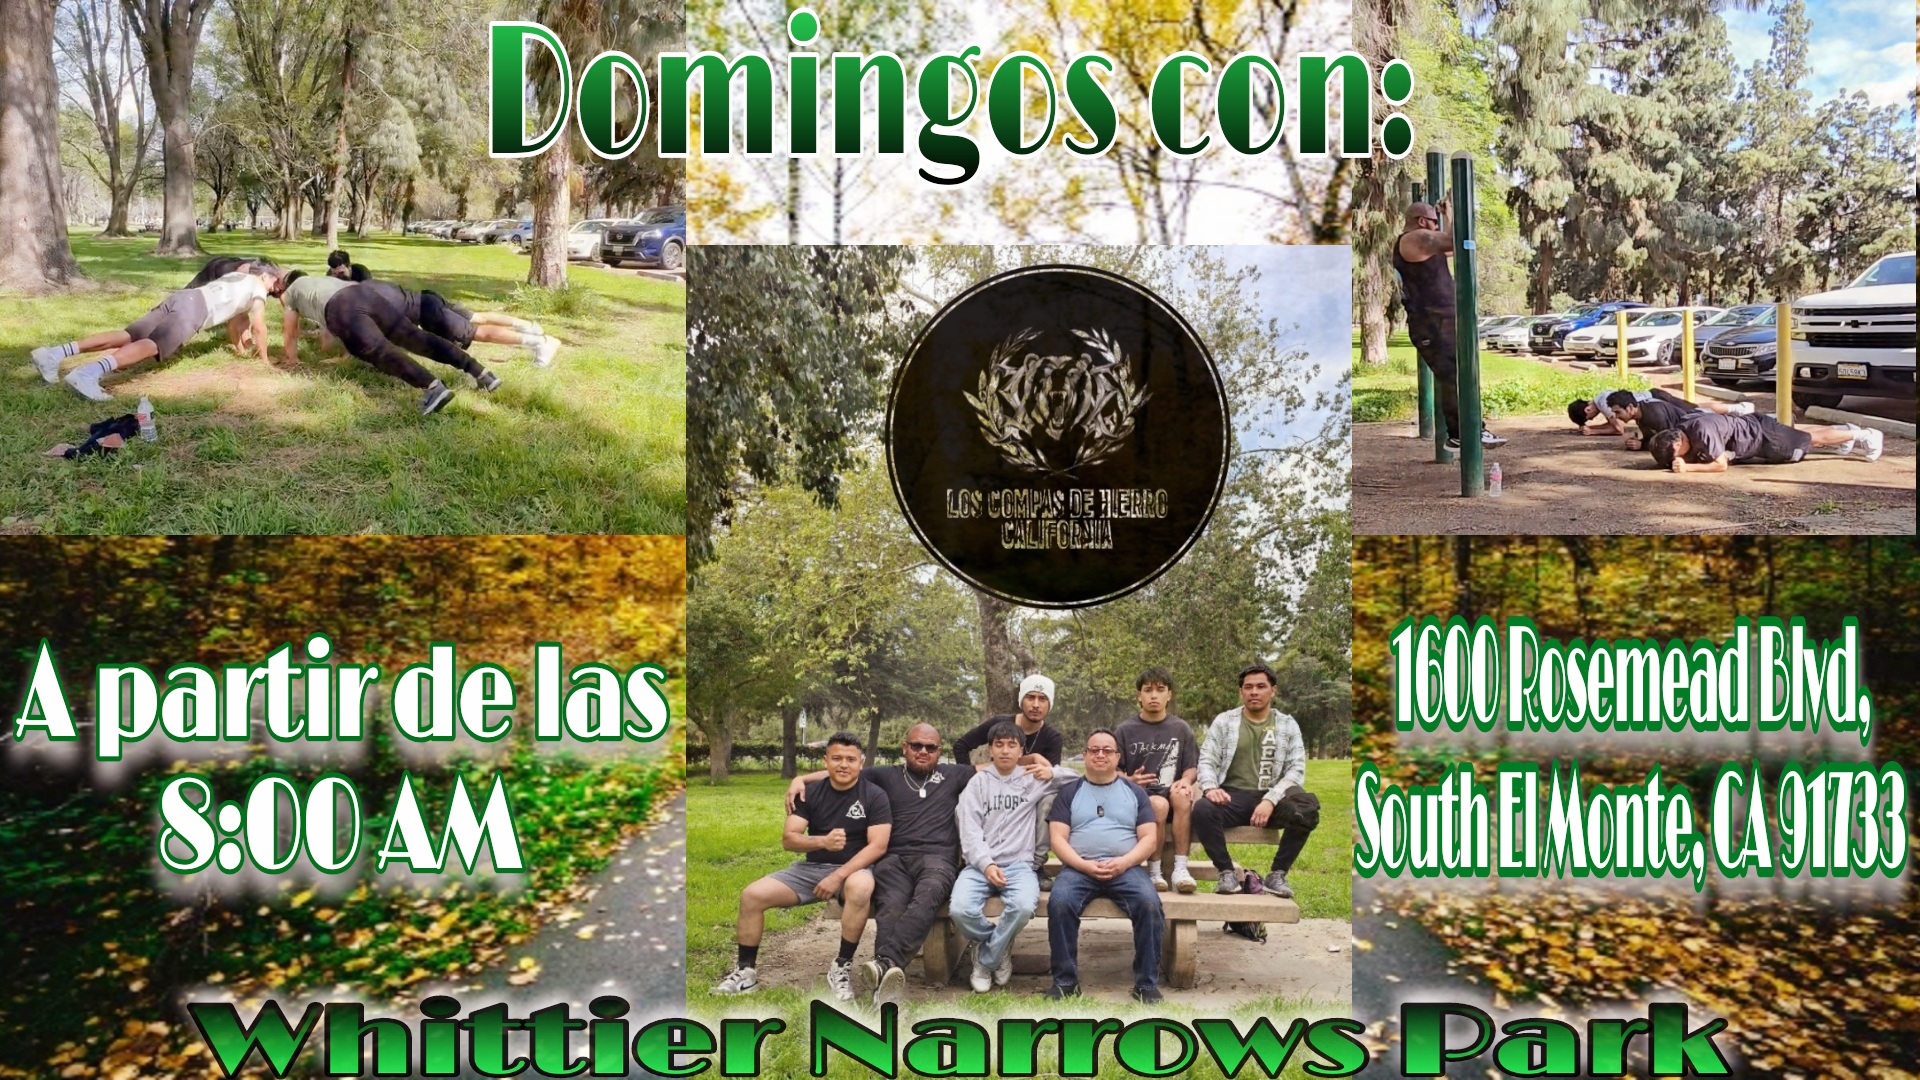 Domingos con:
LOS COMPAS DE HIERRO
CALIFORNIA
A partir de las
8:00 AM
1600 Rosemead Blvd,
South El Monte, CA 91733
Whittier Narrows Park